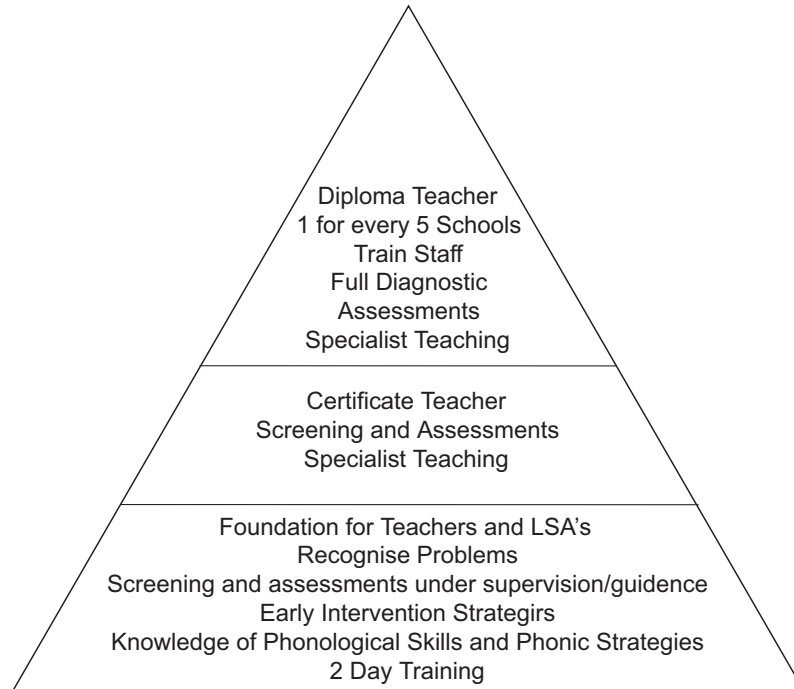 Diploma Teacher
1 for every 5 Schools
Train Staff
Full Diagnostic
Assessments
Specialist Teaching
Certificate Teacher
Screening and Assessments
Specialist Teaching
Foundation for Teachers and LSA's
Recognise Problems
Screening and assessments under supervision/guidence
Early Intervention Strategirs
Knowledge of Phonological Skills and Phonic Strategies
2 Day Training